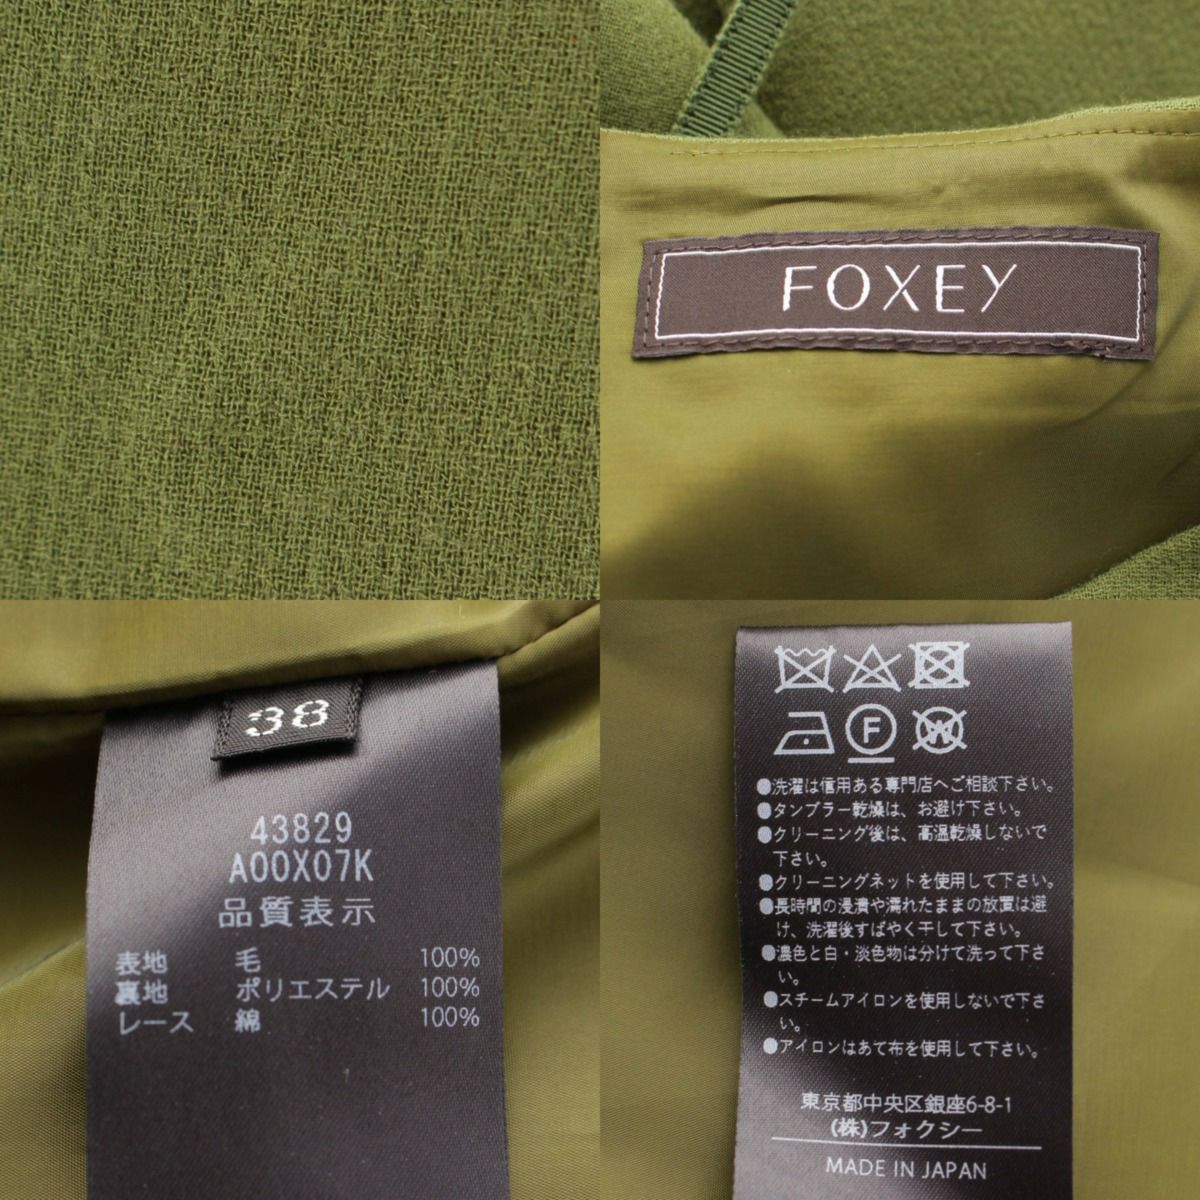 FOXEY
38
43829
A00X07K
品質表示
表地 毛 100%
裏地 ポリエステル 100%
レース 綿 100%
F
W
●洗濯は信用ある専門店へご相談下さい。
●タンブラー乾燥は、お避け下さい。
●クリーニング後は、高温乾燥しないで
下さい。
●クリーニングネットを使用して下さい。
●長時間の浸漬や濡れたままの放置は避
け、洗濯後すばやく干して下さい。
●濃色と白・淡色物は分けて洗って下さ
い。
●スチームアイロンを使用しないで下さ
い。
●アイロンはあて布を使用して下さい。
東京都中央区銀座6-8-1
(株)フォクシー
MADE IN JAPAN